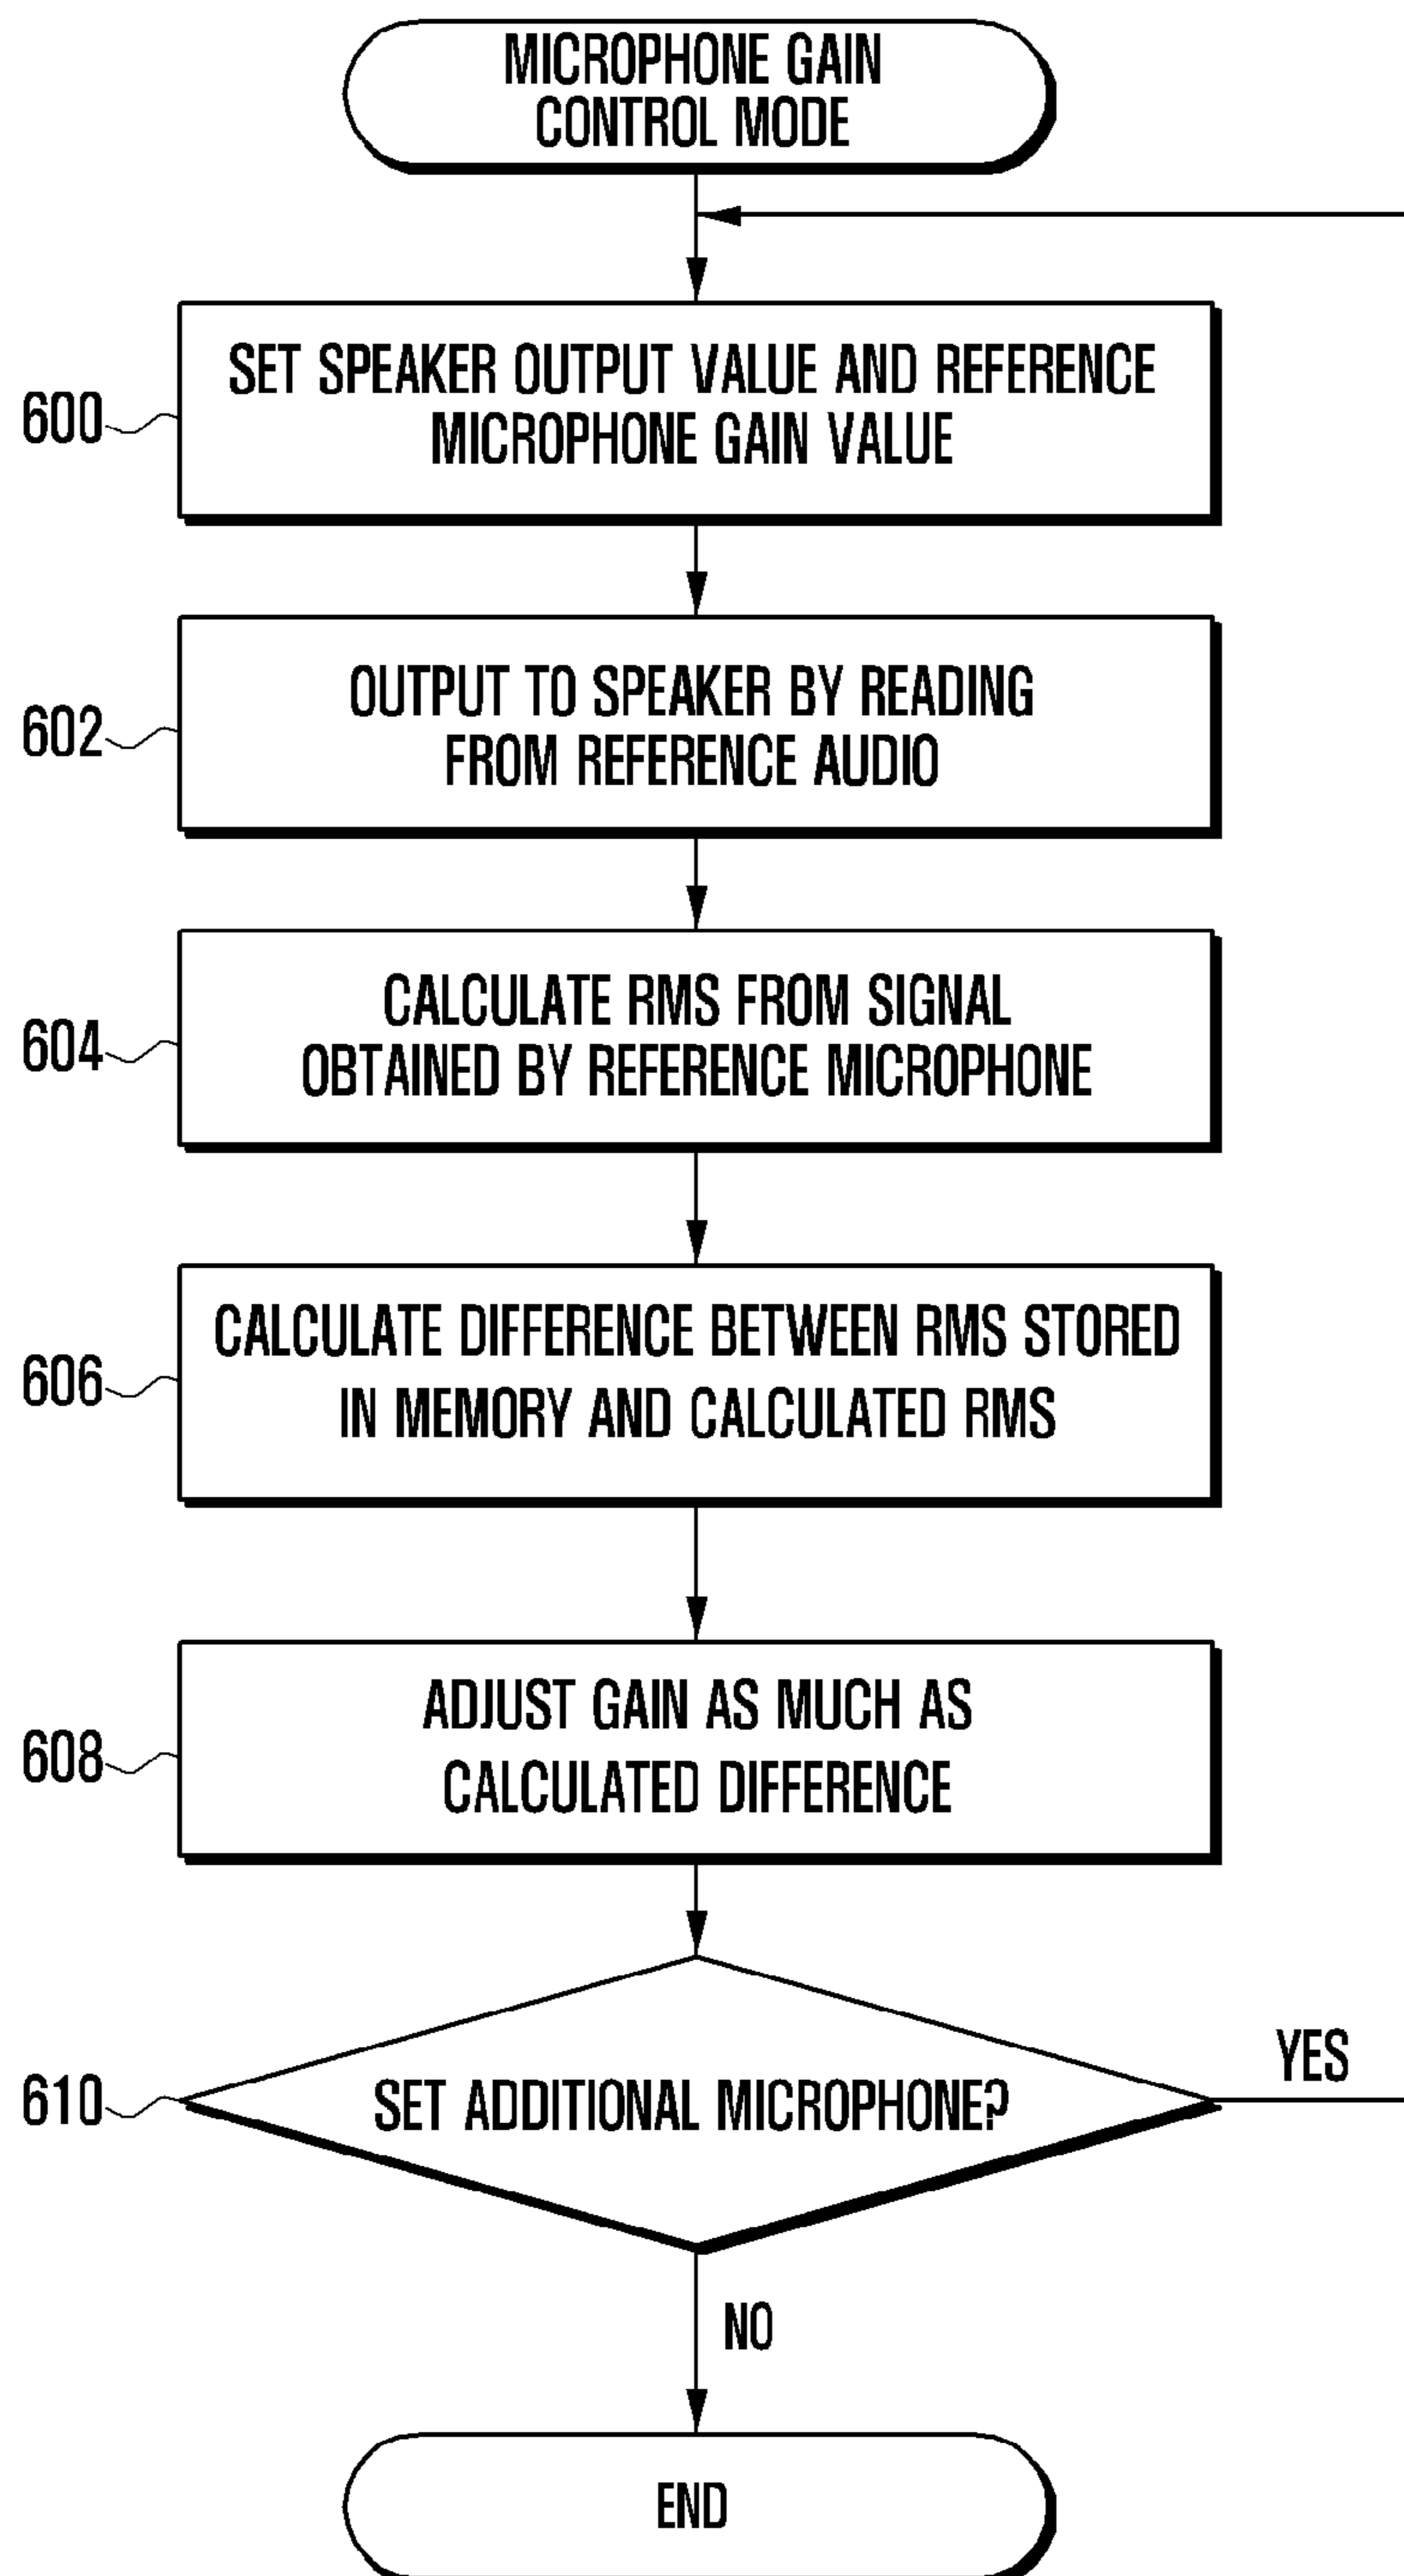 MICROPHONE GAIN
CONTROL MODE
600
SET SPEAKER OUTPUT VALUE AND REFERENCE
MICROPHONE GAIN VALUE
602
OUTPUT TO SPEAKER BY READING
FROM REFERENCE AUDIO
604
CALCULATE RMS FROM SIGNAL
OBTAINED BY REFERENCE MICROPHONE
606
CALCULATE DIFFERENCE BETWEEN RMS STORED
IN MEMORY AND CALCULATED RMS
608
ADJUST GAIN AS MUCH AS
CALCULATED DIFFERENCE
610
SET ADDITIONAL MICROPHONE?
YES
NO
END